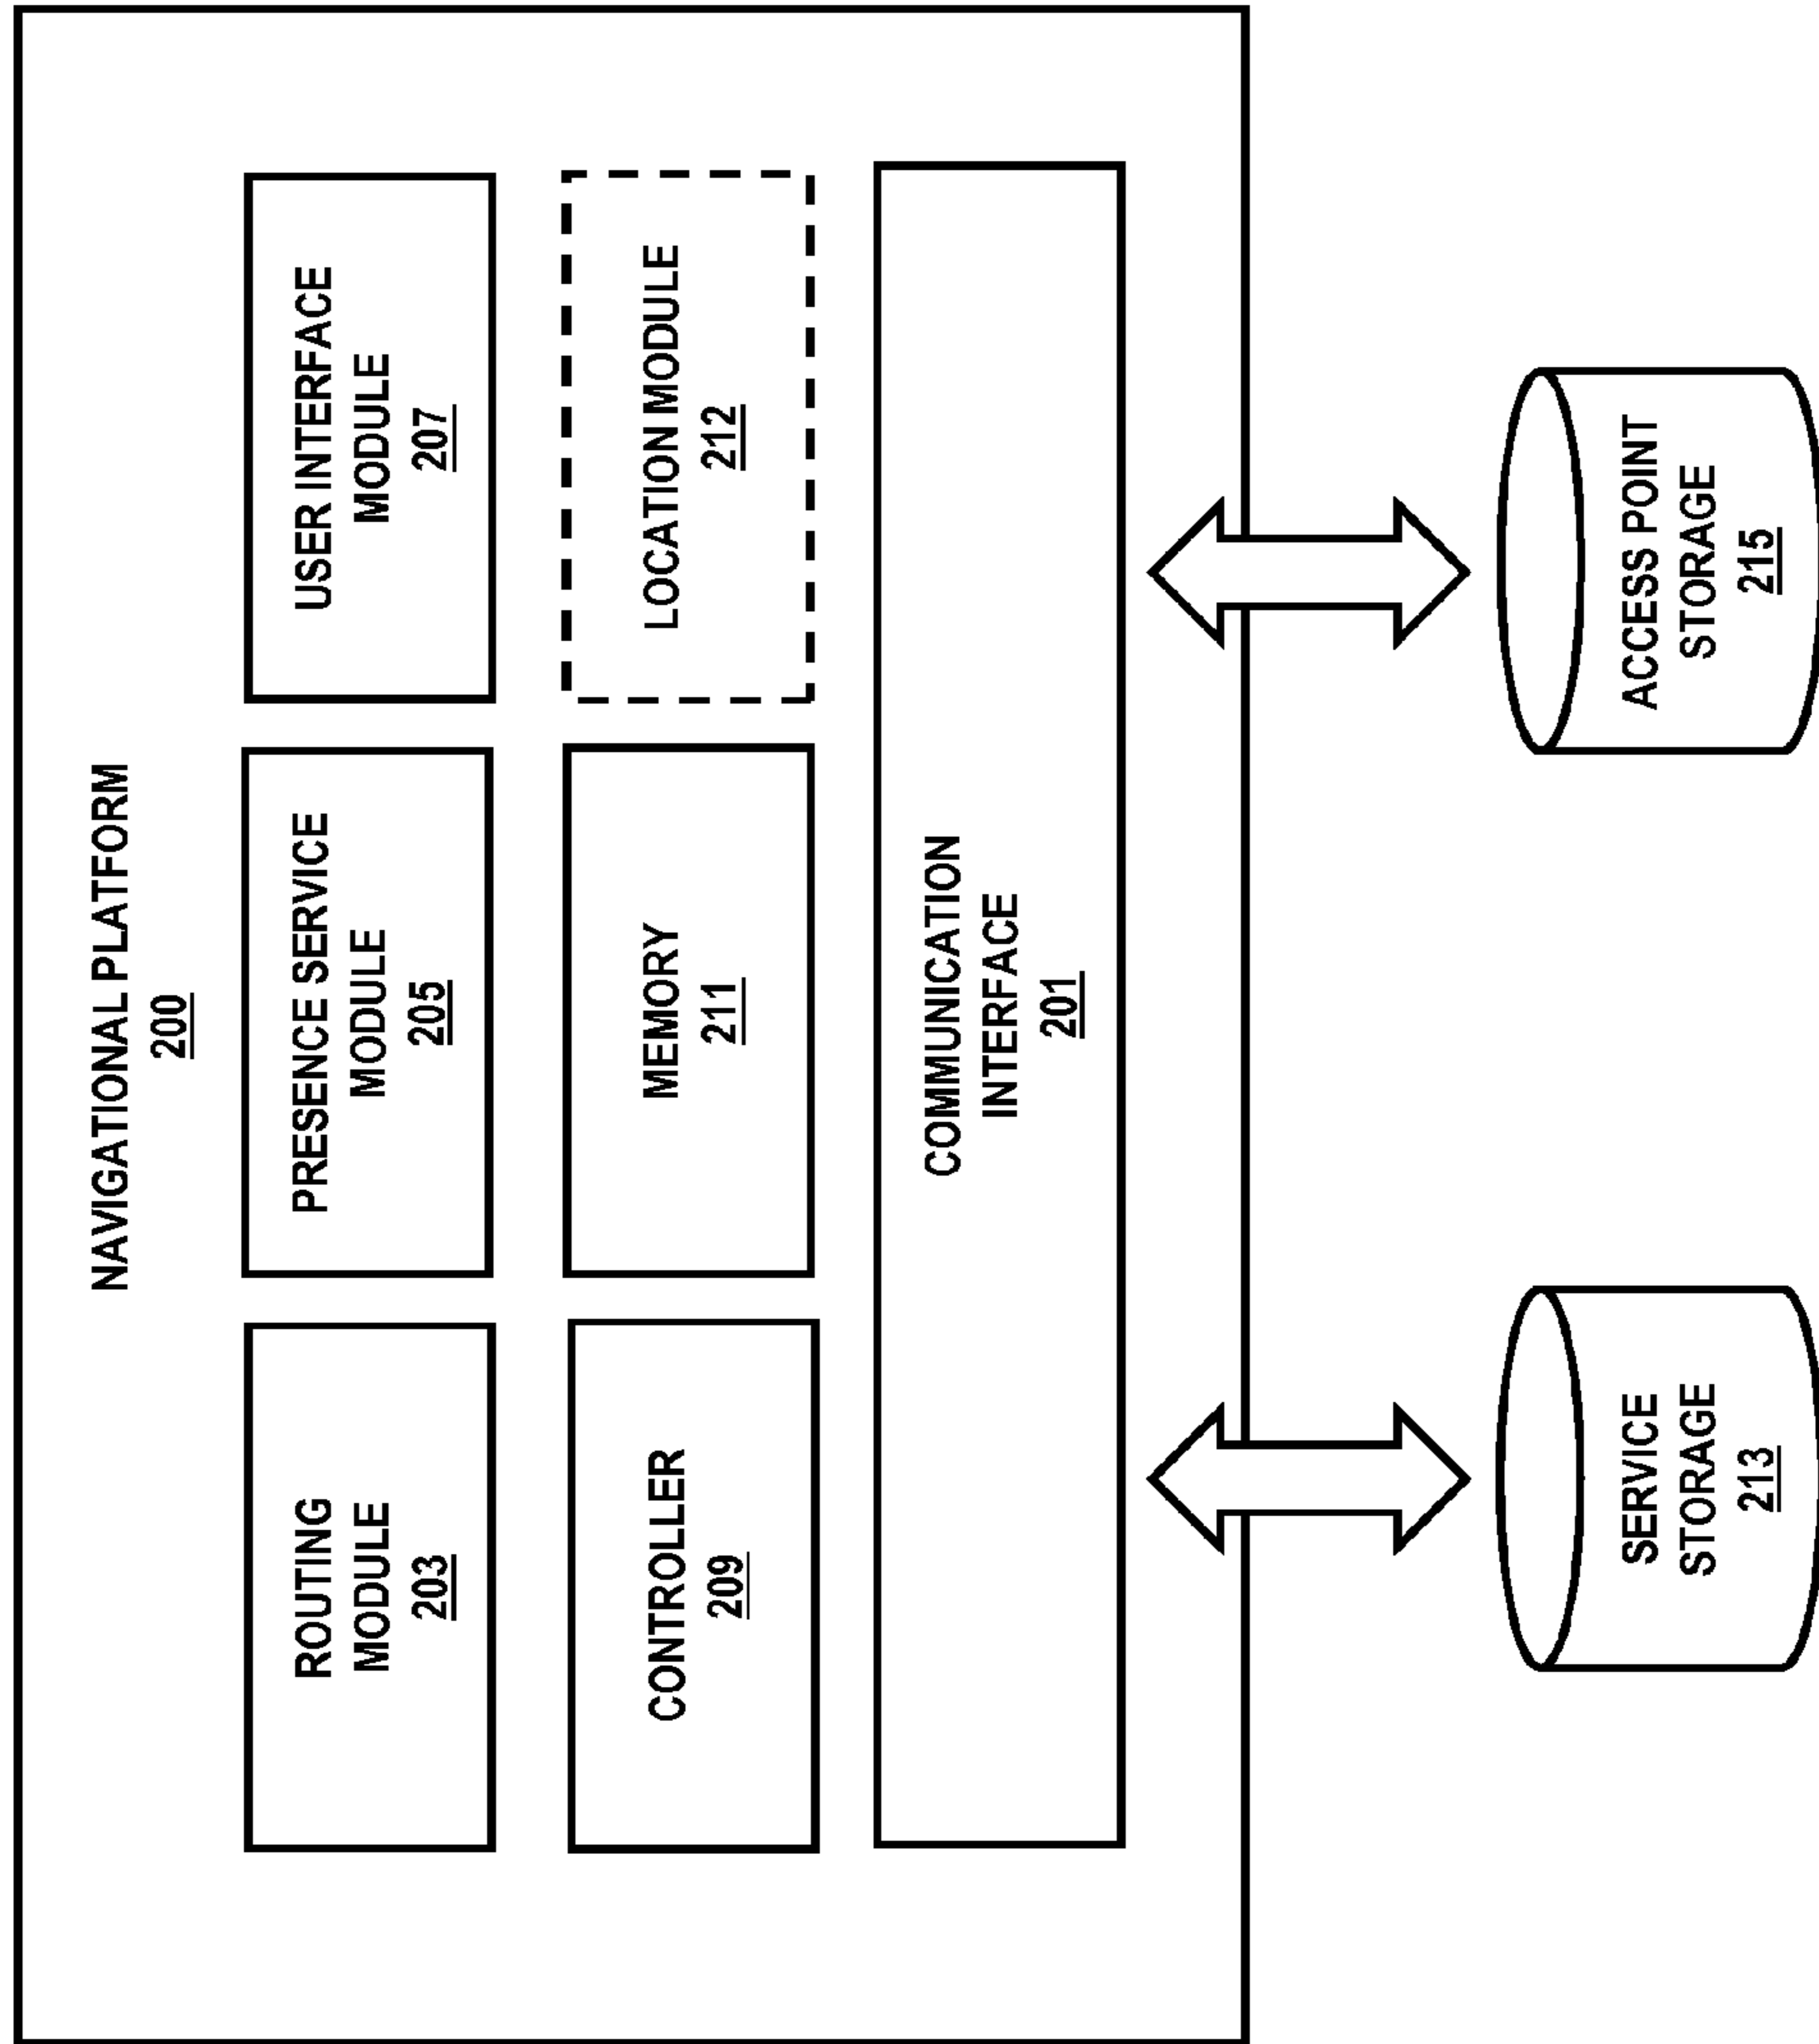 NAVIGATIONAL PLATFORM
200
ROUTING
MODULE
203
PRESENCE SERVICE
MODULE
205
USER INTERFACE
MODULE
207
CONTROLLER
209
MEMORY
211
LOCATION MODULE
212
COMMUNICATION
INTERFACE
201
SERVICE
STORAGE
213
ACCESS POINT
STORAGE
215